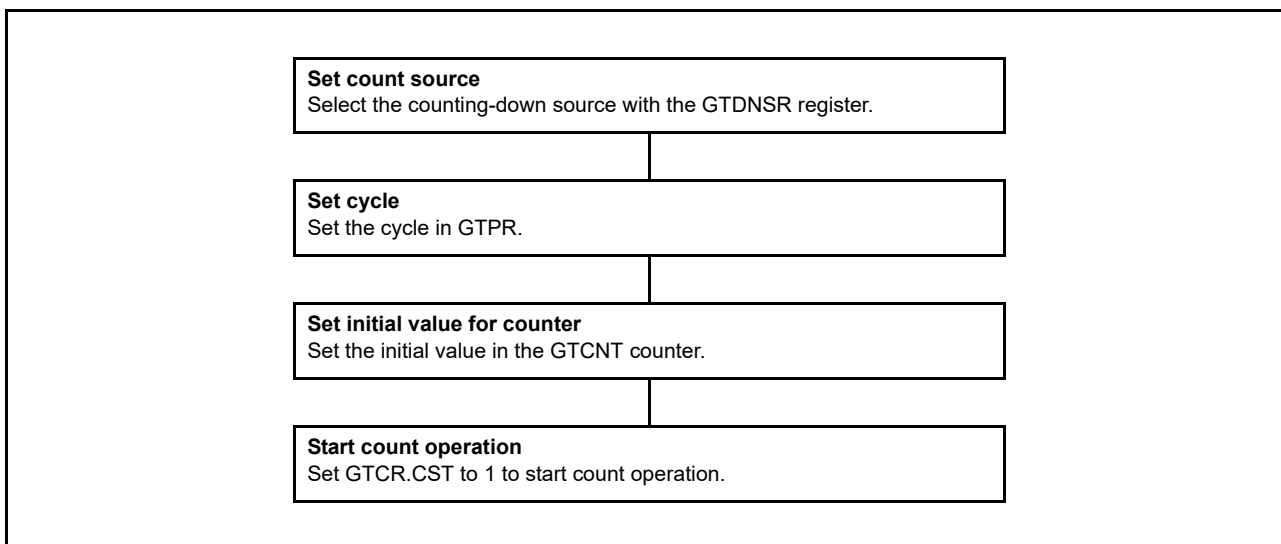 Set count source
Select the counting-down source with the GTDNSR register.
Set cycle
Set the cycle in GTPR.
Set initial value for counter
Set the initial value in the GTCNT counter.
Start count operation
Set GTCR.CST to 1 to start count operation.